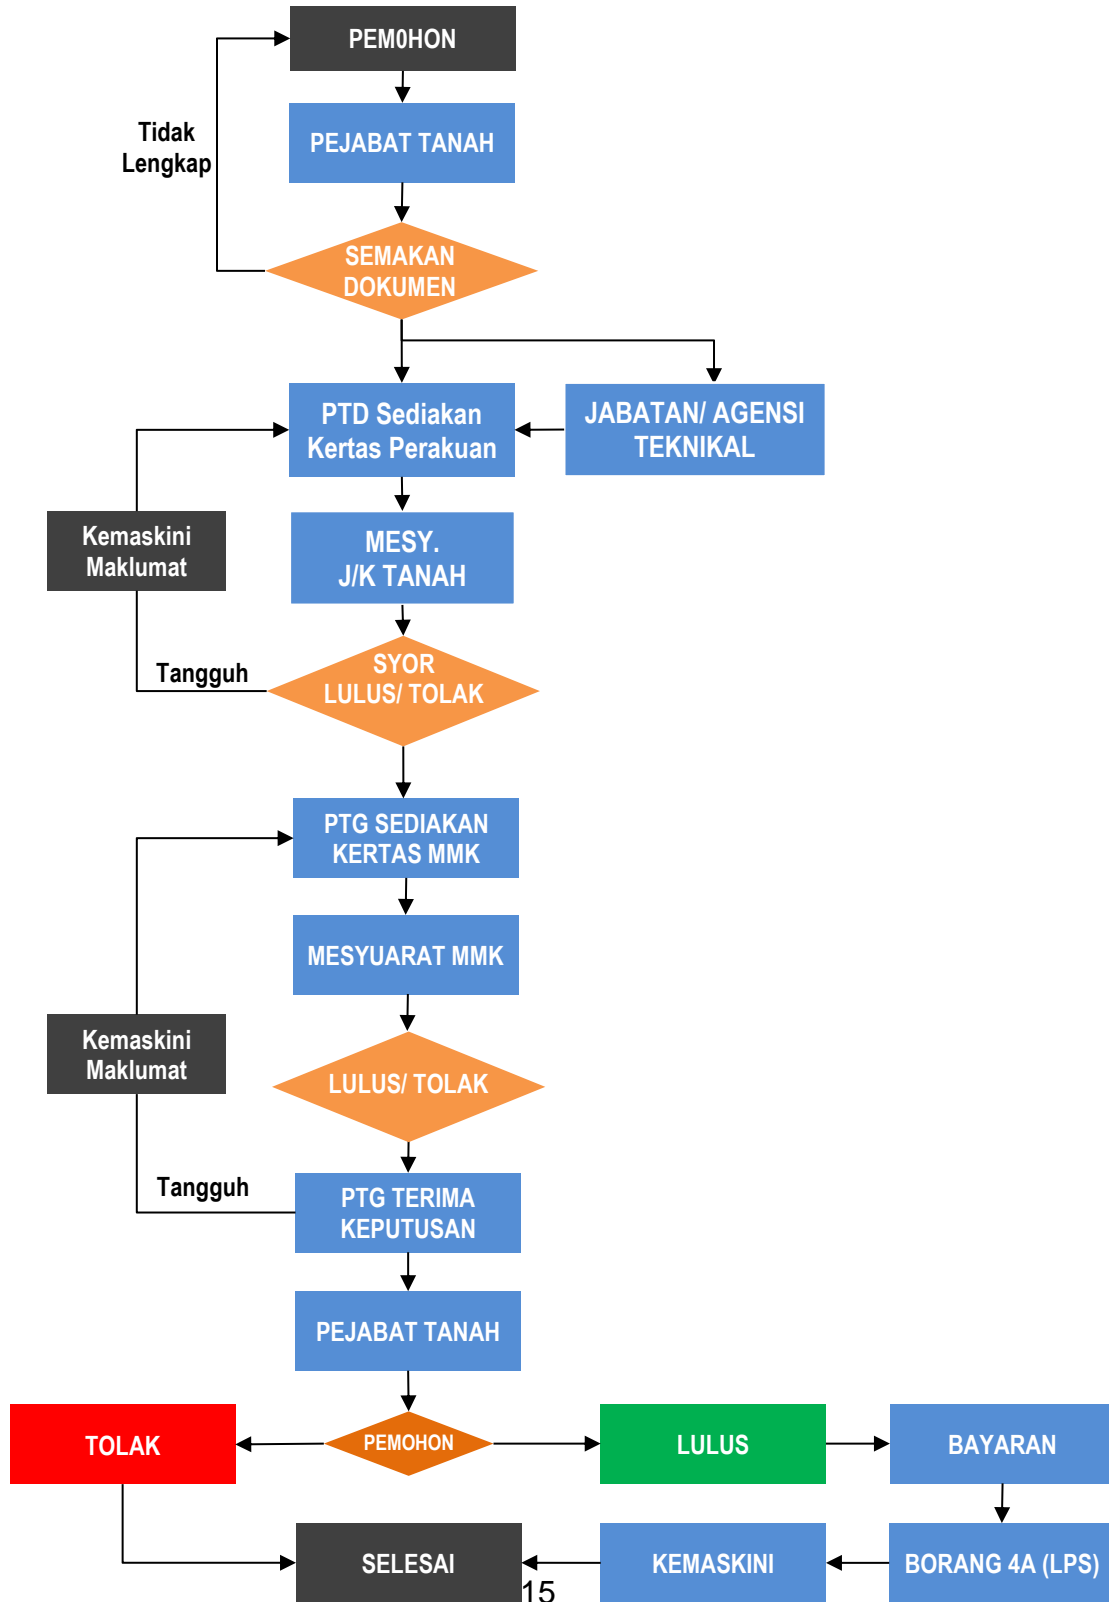 PEM0HON
PEJABAT TANAH
Tidak
Lengkap
SEMAKAN
DOKUMEN
PTD Sediakan
Kertas Perakuan
JABATAN/ AGENSI
TEKNIKAL
Kemaskini
Maklumat
MESY.
J/K TANAH
Tangguh
SYOR
LULUS/ TOLAK
PTG SEDIAKAN
KERTAS MMK
MESYUARAT MMK
Kemaskini
Maklumat
LULUS/ TOLAK
Tangguh
PTG TERIMA
KEPUTUSAN
PEJABAT TANAH
TOLAK
PEMOHON
LULUS
BAYARAN
SELESAI
KEMASKINI
BORANG 4A (LPS)
15